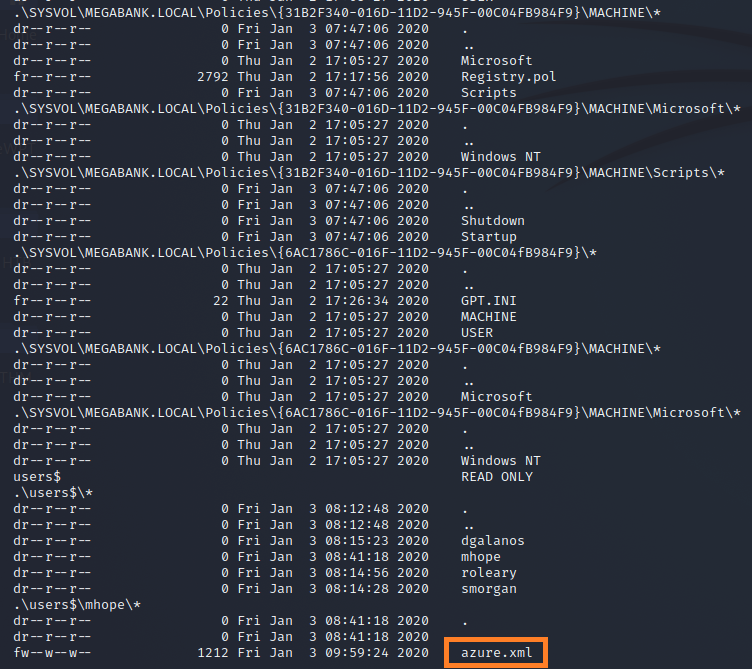 .\SYSVOL\MEGABANK.LOCAL\Policies\{31B2F340-016D-11D2-945F-00C04FB984F9}\MACHINE\*
dr--r--r-- 0 Fri Jan 3 07:47:06 2020 .
dr--r--r-- 0 Fri Jan 3 07:47:06 2020 ..
dr--r--r-- 0 Thu Jan 2 17:05:27 2020 Microsoft
fr--r--r-- 2792 Thu Jan 2 17:17:56 2020 Registry.pol
dr--r--r-- 0 Fri Jan 3 07:47:06 2020 Scripts
.\SYSVOL\MEGABANK.LOCAL\Policies\{31B2F340-016D-11D2-945F-00C04FB984F9}\MACHINE\Microsoft\*
dr--r--r-- 0 Thu Jan 2 17:05:27 2020 .
dr--r--r-- 0 Thu Jan 2 17:05:27 2020 ..
dr--r--r-- 0 Thu Jan 2 17:05:27 2020 Windows NT
.\SYSVOL\MEGABANK.LOCAL\Policies\{31B2F340-016D-11D2-945F-00C04FB984F9}\MACHINE\Scripts\*
dr--r--r-- 0 Fri Jan 3 07:47:06 2020 .
dr--r--r-- 0 Fri Jan 3 07:47:06 2020 ..
dr--r--r-- 0 Fri Jan 3 07:47:06 2020 Shutdown
dr--r--r-- 0 Fri Jan 3 07:47:06 2020 Startup
.\SYSVOL\MEGABANK.LOCAL\Policies\{6AC1786C-016F-11D2-945F-00C04fB984F9}\*
dr--r--r-- 0 Thu Jan 2 17:05:27 2020 .
dr--r--r-- 0 Thu Jan 2 17:05:27 2020 ..
fr--r--r-- 22 Thu Jan 2 17:26:34 2020 GPT.INI
dr--r--r-- 0 Thu Jan 2 17:05:27 2020 MACHINE
dr--r--r-- 0 Thu Jan 2 17:05:27 2020 USER
.\SYSVOL\MEGABANK.LOCAL\Policies\{6AC1786C-016F-11D2-945F-00C04fB984F9}\MACHINE\*
dr--r--r-- 0 Thu Jan 2 17:05:27 2020 .
dr--r--r-- 0 Thu Jan 2 17:05:27 2020 ..
dr--r--r-- 0 Thu Jan 2 17:05:27 2020 Microsoft
.\SYSVOL\MEGABANK.LOCAL\Policies\{6AC1786C-016F-11D2-945F-00C04fB984F9}\MACHINE\Microsoft\*
dr--r--r-- 0 Thu Jan 2 17:05:27 2020 .
dr--r--r-- 0 Thu Jan 2 17:05:27 2020 ..
dr--r--r-- 0 Thu Jan 2 17:05:27 2020 Windows NT
users$ READ ONLY
.\users$\*
dr--r--r-- 0 Fri Jan 3 08:12:48 2020 .
dr--r--r-- 0 Fri Jan 3 08:12:48 2020 ..
dr--r--r-- 0 Fri Jan 3 08:15:23 2020 dgalanos
dr--r--r-- 0 Fri Jan 3 08:41:18 2020 mhope
dr--r--r-- 0 Fri Jan 3 08:14:56 2020 roleary
dr--r--r-- 0 Fri Jan 3 08:14:28 2020 smorgan
.\users$\mhope\*
dr--r--r-- 0 Fri Jan 3 08:41:18 2020 .
dr--r--r-- 0 Fri Jan 3 08:41:18 2020 ..
fw--w--w-- 1212 Fri Jan 3 09:59:24 2020 azure.xml